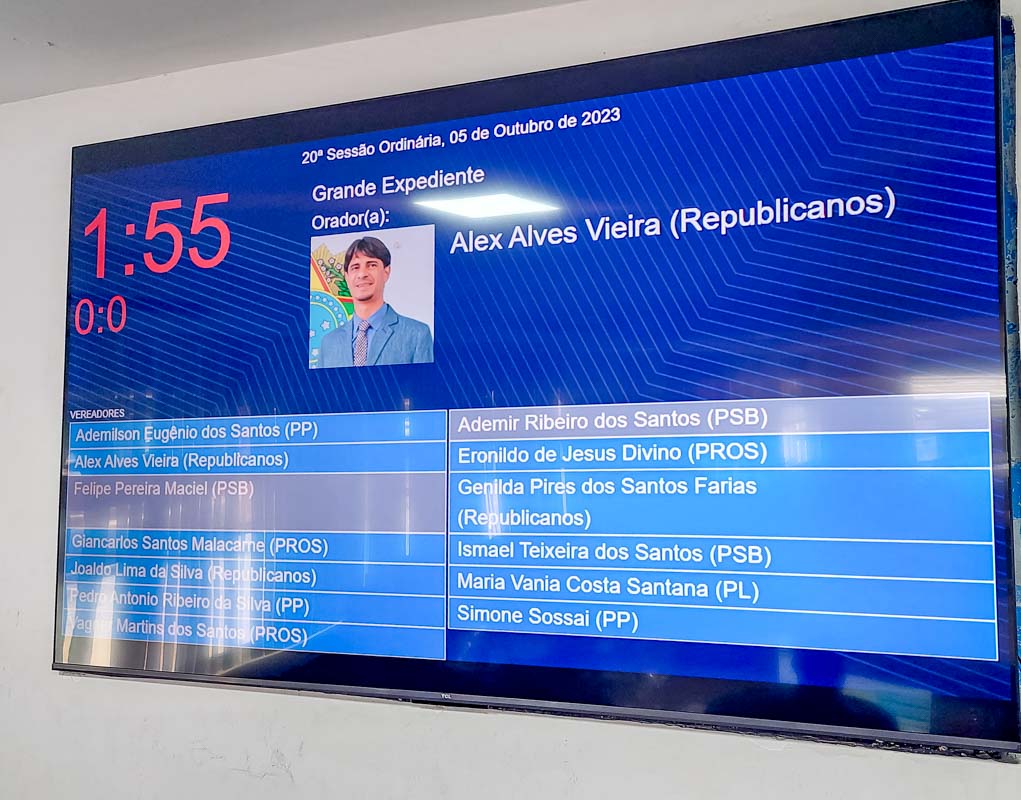 20ª Sessão Ordinária, 05 de Outubro de 2023
1:55
0:0
Grande Expediente
Orador(a):
Alex Alves Vieira (Republicanos)
VEREADORES
Ademilson Eugênio dos Santos (PP)
Alex Alves Vieira (Republicanos)
Felipe Pereira Maciel (PSB)
Giancarlos Santos Malacarne (PROS)
Joaldo Lima da Silva (Republicanos)
Pedro Antonio Ribeiro da Silva (PP)
Vagner Martins dos Santos (PROS)
Ademir Ribeiro dos Santos (PSB)
Eronildo de Jesus Divino (PROS)
Genilda Pires dos Santos Farias
(Republicanos)
Ismael Teixeira dos Santos (PSB)
Maria Vania Costa Santana (PL)
Simone Sossai (PP)
TCL